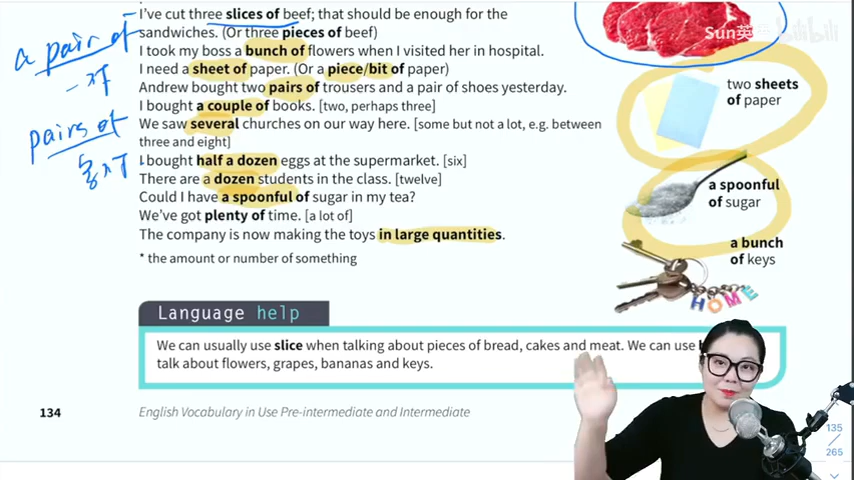 I've cut three slices of beef; that should be enough for the
sandwiches. (Or three pieces of beef)
I took my boss a bunch of flowers when I visited her in hospital.
I need a sheet of paper. (Or a piece/bit of paper)
Andrew bought two pairs of trousers and a pair of shoes yesterday.
I bought a couple of books. [two, perhaps three]
We saw several churches on our way here. [some but not a lot, e.g. between
three and eight]
I bought half a dozen eggs at the supermarket. [six]
There are a dozen students in the class. [twelve]
Could I have a spoonful of sugar in my tea?
We've got plenty of time. [a lot of]
The company is now making the toys in large quantities.
* the amount or number of something
a pair of
一对
pairs of
多对
Sun英语 bilibili
two sheets
of paper
a spoonful
of sugar
a bunch
of keys
HOME
Language help
We can usually use slice when talking about pieces of bread, cakes and meat. We can use
talk about flowers, grapes, bananas and keys.
134
English Vocabulary in Use Pre-intermediate and Intermediate
135
265